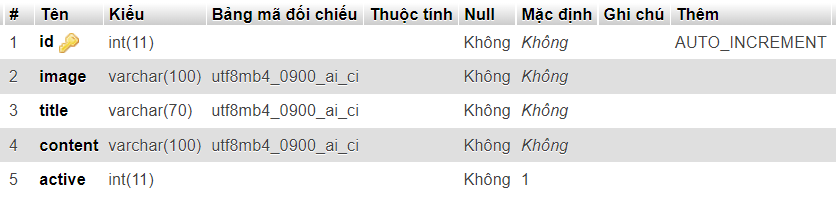 # Tên Kiểu Bảng mã đối chiếu Thuộc tính Null Mặc định Ghi chú Thêm
1 id int(11) Không Không AUTO_INCREMENT
2 image varchar(100) utf8mb4_0900_ai_ci Không Không
3 title varchar(70) utf8mb4_0900_ai_ci Không Không
4 content varchar(100) utf8mb4_0900_ai_ci Không Không
5 active int(11) Không 1